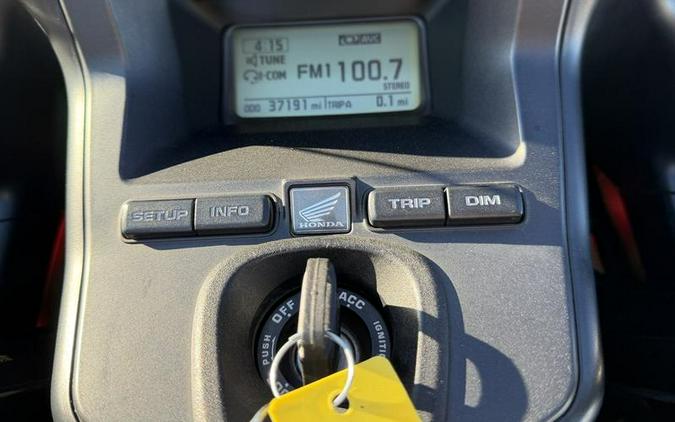 4:15 AVC
TUNE
I-COM FM1 100.7
STEREO
ODO 37191 mi TRIP A 0.1 mi
SETUP INFO HONDA TRIP DIM
PUSH OFF ACC IGNITION